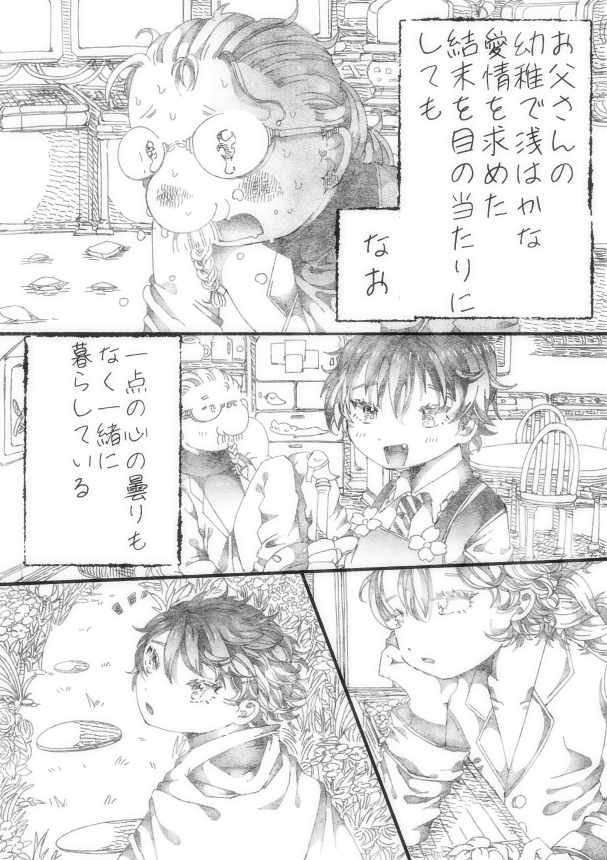 お父さんの
幼稚で浅はかな
愛情を求めた
結末を目の当たりに
しても
なお
一点の心の曇りも
なく一緒に
暮らしている